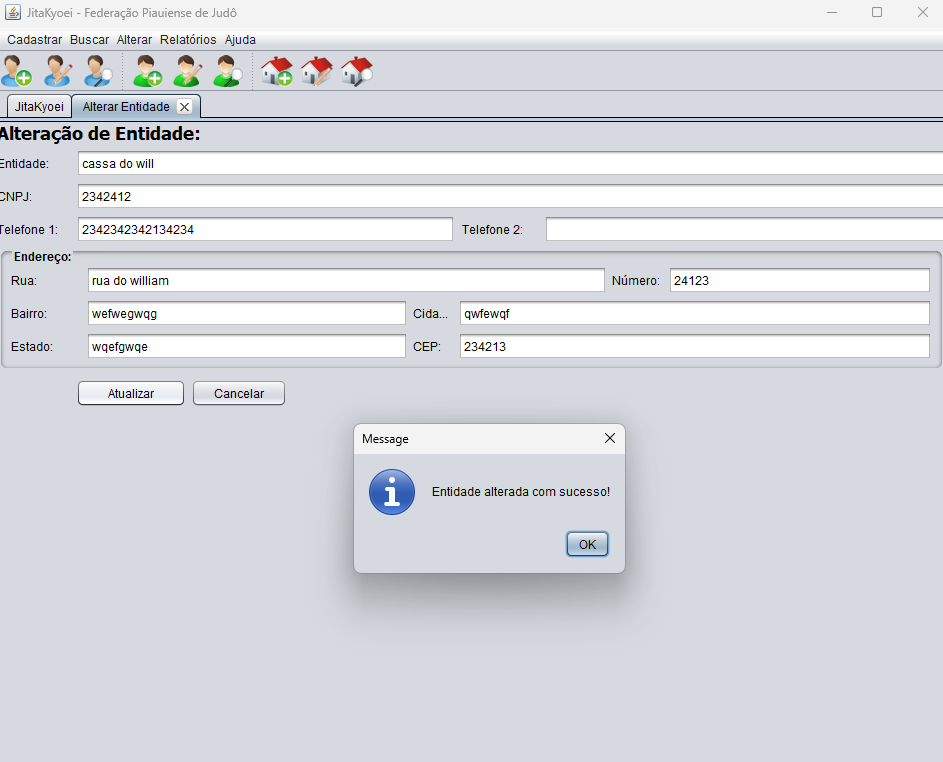 JitaKyoei - Federação Piauiense de Judô
Cadastrar Buscar Alterar Relatórios Ajuda
JitaKyoei Alterar Entidade
Alteração de Entidade:
Entidade: cassa do will
CNPJ: 2342412
Telefone 1: 2342342342134234 Telefone 2:
Endereço:
Rua: rua do william Número: 24123
Bairro: wefwegwqg Cida... qwfewqf
Estado: wqefgwqe CEP: 234213
Atualizar Cancelar
Message
Entidade alterada com sucesso!
OK